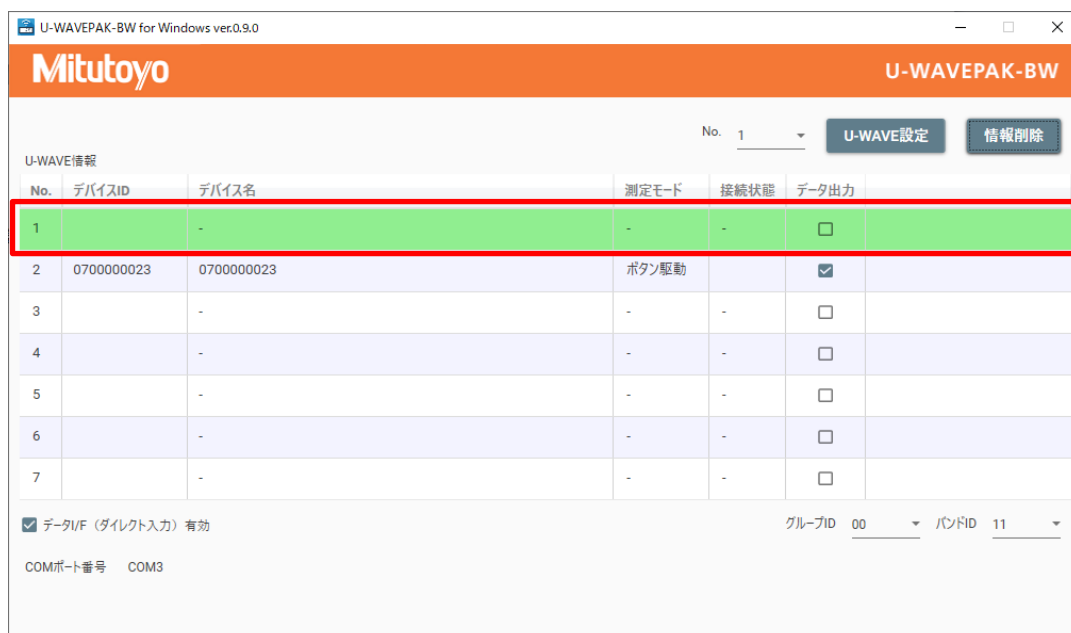 U-WAVEPAK-BW for Windows ver.0.9.0
Mitutoyo U-WAVEPAK-BW
No. 1 U-WAVE設定 情報削除
U-WAVE情報
No. デバイスID デバイス名 測定モード 接続状態 データ出力
1 - - -
2 0700000023 0700000023 ボタン駆動
3 - - -
4 - - -
5 - - -
6 - - -
7 - - -
データI/F（ダイレクト入力）有効 グループID 00 バンドID 11
COMポート番号 COM3